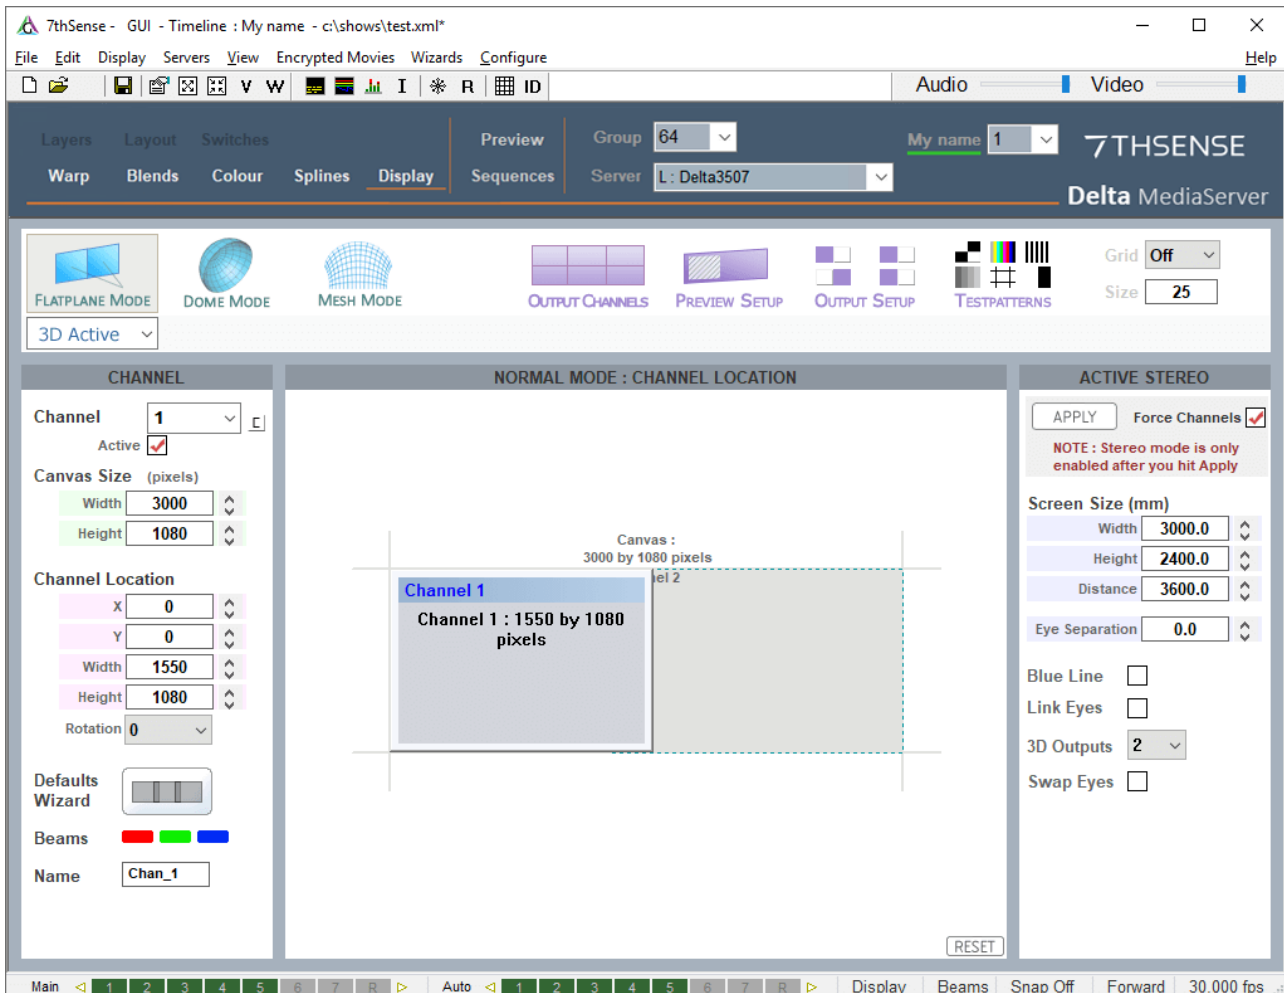 7thSense - GUI - Timeline : My name - c:\shows\test.xml*
File Edit Display Servers View Encrypted Movies Wizards Configure Help
V W I R ID Audio Video
Layers Layout Switches Preview Group 64 My name 1 7THSENSE
Warp Blends Colour Splines Display Sequences Server L : Delta3507
Delta MediaServer
FLATPLANE MODE DOME MODE MESH MODE OUTPUT CHANNELS PREVIEW SETUP OUTPUT SETUP TESTPATTERNS
Grid Off
Size 25
3D Active
CHANNEL
Channel 1
Active
Canvas Size (pixels)
Width 3000
Height 1080
Channel Location
X 0
Y 0
Width 1550
Height 1080
Rotation 0
Defaults
Wizard
Beams
Name Chan_1
NORMAL MODE : CHANNEL LOCATION
Canvas :
3000 by 1080 pixels
el 2
Channel 1
Channel 1 : 1550 by 1080
pixels
RESET
ACTIVE STEREO
APPLY Force Channels
NOTE : Stereo mode is only
enabled after you hit Apply
Screen Size (mm)
Width 3000.0
Height 2400.0
Distance 3600.0
Eye Separation 0.0
Blue Line
Link Eyes
3D Outputs 2
Swap Eyes
Main 1 2 3 4 5 6 7 R Auto 1 2 3 4 5 6 7 R Display Beams Snap Off Forward 30.000 fps